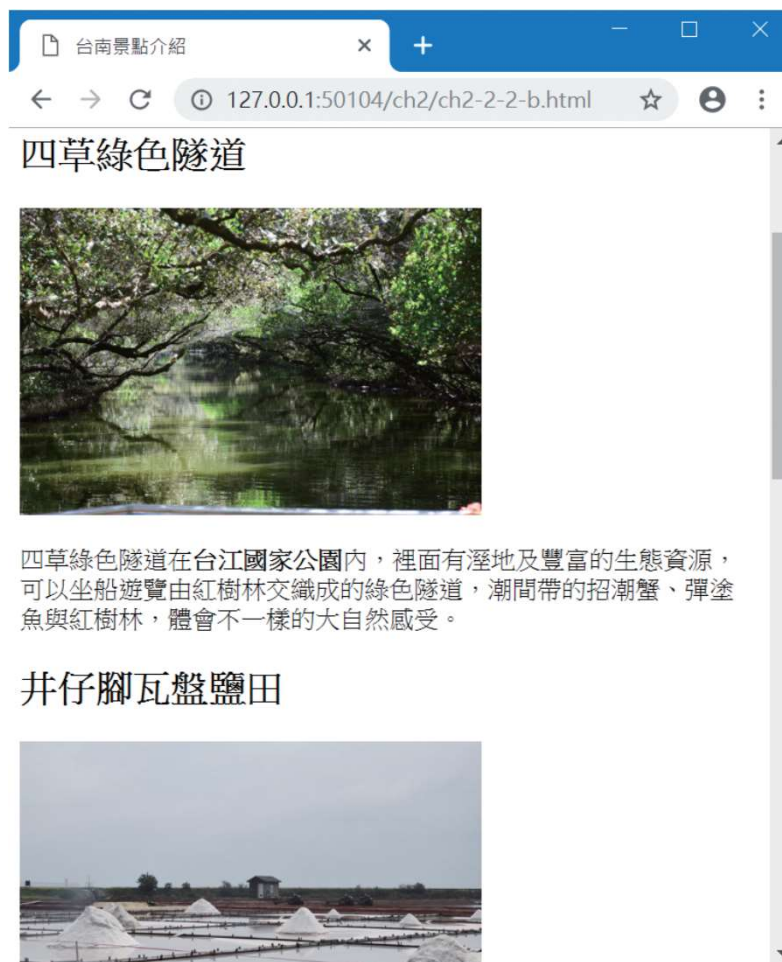 台南景點介紹
127.0.0.1:50104/ch2/ch2-2-2-b.html
四草綠色隧道
四草綠色隧道在台江國家公園內，裡面有溼地及豐富的生態資源，
可以坐船遊覽由紅樹林交織成的綠色隧道，潮間帶的招潮蟹、彈塗
魚與紅樹林，體會不一樣的大自然感受。
井仔腳瓦盤鹽田